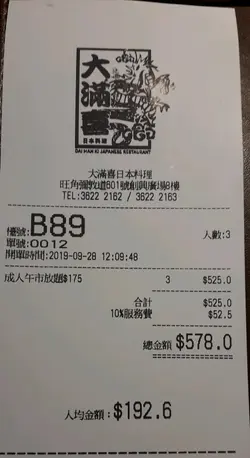 大滿喜
日本料理
DAI HAN KI JAPANESE RESTAURANT
大滿喜日本料理
旺角彌敦道601號創興廣場8樓
TEL:3622 2162 / 3622 2163
檯號:B89 人數:3
單號:0012
開單時間:2019-09-28 12:09:48
成人午市放題$175 3 $525.0
合計 $525.0
10%服務費 $52.5
總金額 $578.0
人均金額:$192.6